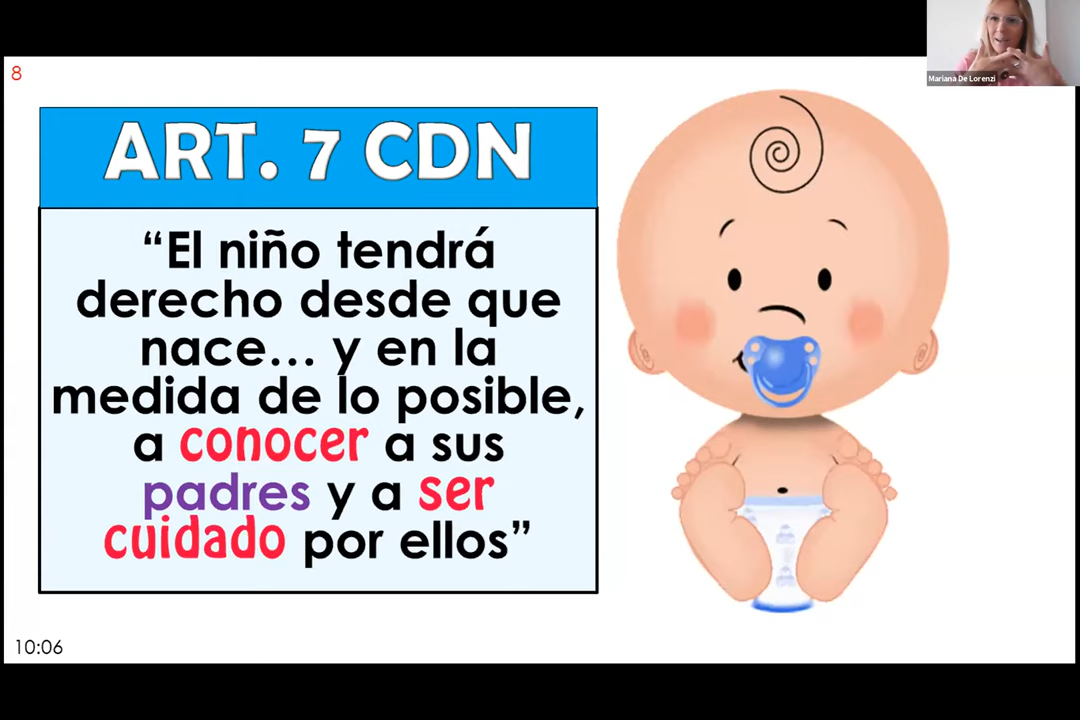 8
Mariana De Lorenzi
ART. 7 CDN
“El niño tendrá
derecho desde que
nace... y en la
medida de lo posible,
a conocer a sus
padres y a ser
cuidado por ellos”
10:06